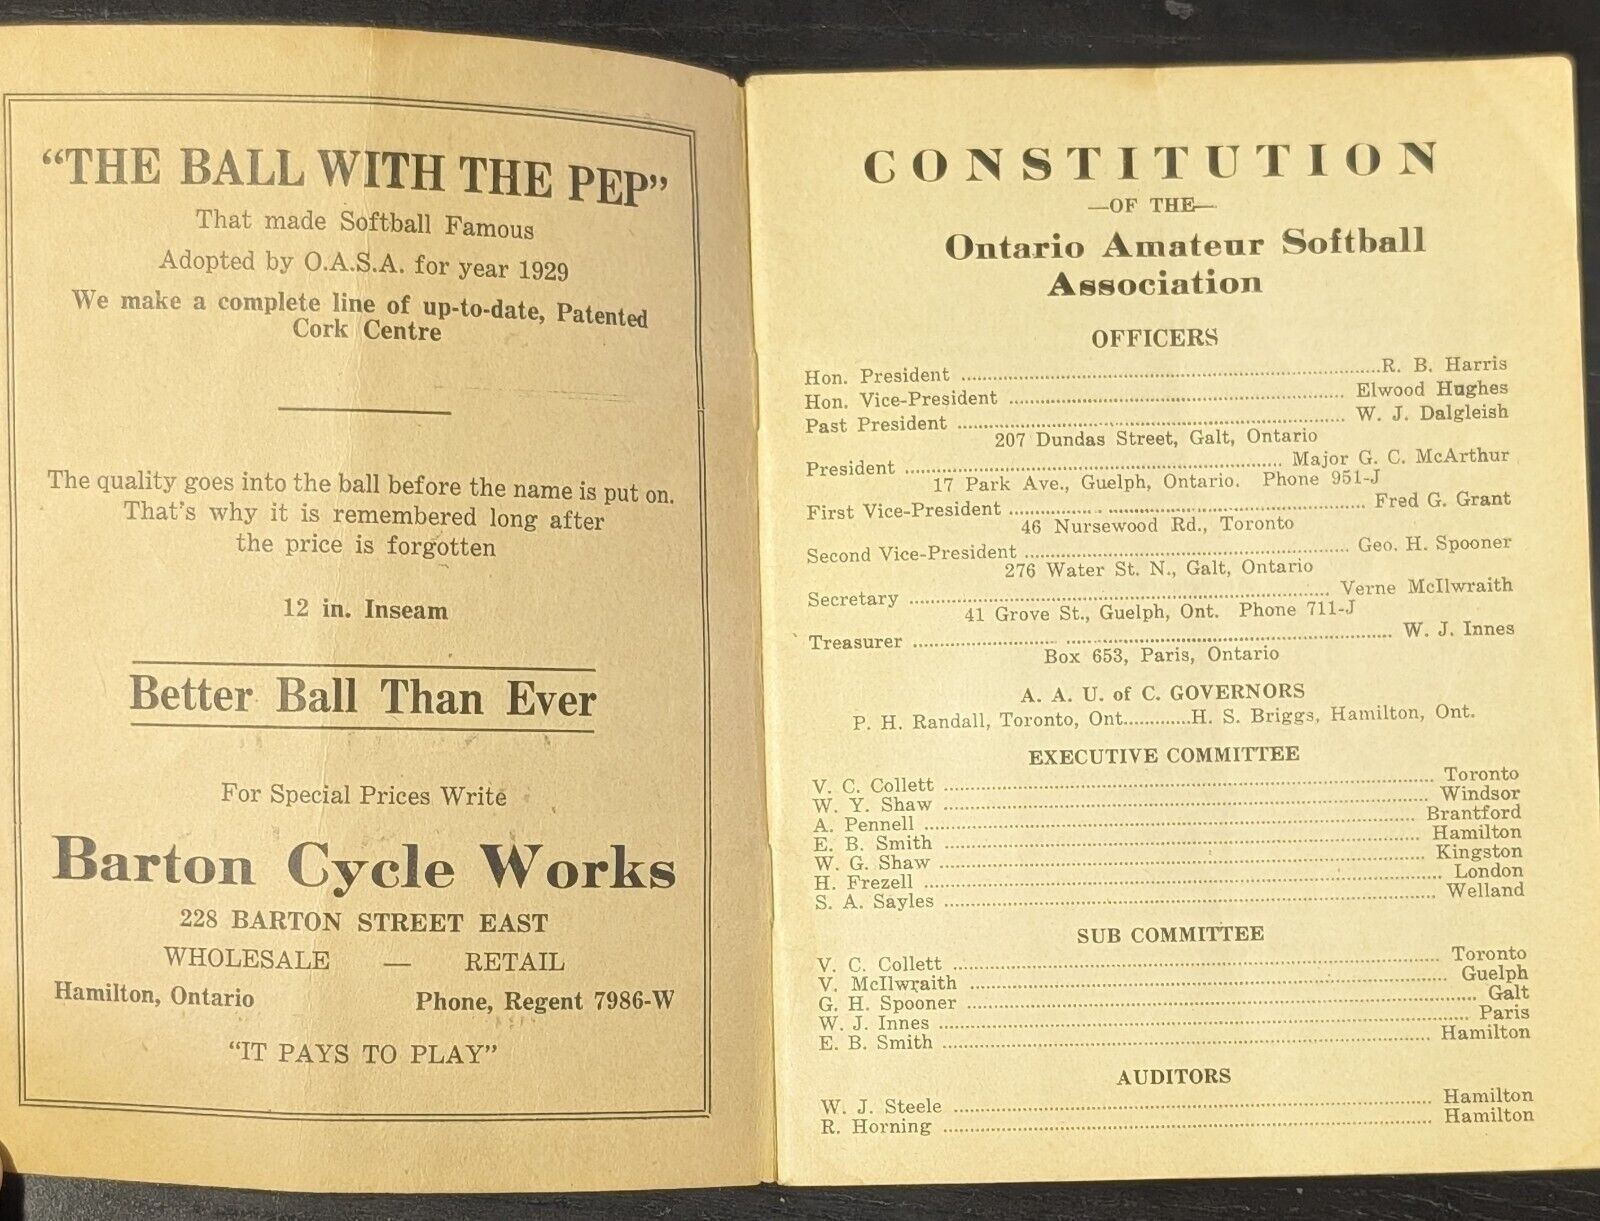 "THE BALL WITH THE PEP"
That made Softball Famous
Adopted by O.A.S.A. for year 1929
We make a complete line of up-to-date, Patented
Cork Centre
The quality goes into the ball before the name is put on.
That's why it is remembered long after
the price is forgotten
12 in. Inseam
Better Ball Than Ever
For Special Prices Write
Barton Cycle Works
228 BARTON STREET EAST
WHOLESALE — RETAIL
Hamilton, Ontario Phone, Regent 7986-W
"IT PAYS TO PLAY"
CONSTITUTION
—OF THE—
Ontario Amateur Softball
Association
OFFICERS
Hon. President ........ R. B. Harris
Hon. Vice-President ........ Elwood Hughes
Past President ........ W. J. Dalgleish
207 Dundas Street, Galt, Ontario
President ........ Major G. C. McArthur
17 Park Ave., Guelph, Ontario. Phone 951-J
First Vice-President ........ Fred G. Grant
46 Nursewood Rd., Toronto
Second Vice-President ........ Geo. H. Spooner
276 Water St. N., Galt, Ontario
Secretary ........ Verne McIlwraith
41 Grove St., Guelph, Ont. Phone 711-J
Treasurer ........ W. J. Innes
Box 653, Paris, Ontario
A. A. U. of C. GOVERNORS
P. H. Randall, Toronto, Ont............H. S. Briggs, Hamilton, Ont.
EXECUTIVE COMMITTEE
V. C. Collett ........ Toronto
W. Y. Shaw ........ Windsor
A. Pennell ........ Brantford
E. B. Smith ........ Hamilton
W. G. Shaw ........ Kingston
H. Frezell ........ London
S. A. Sayles ........ Welland
SUB COMMITTEE
V. C. Collett ........ Toronto
V. McIlwraith ........ Guelph
G. H. Spooner ........ Galt
W. J. Innes ........ Paris
E. B. Smith ........ Hamilton
AUDITORS
W. J. Steele ........ Hamilton
R. Horning ........ Hamilton